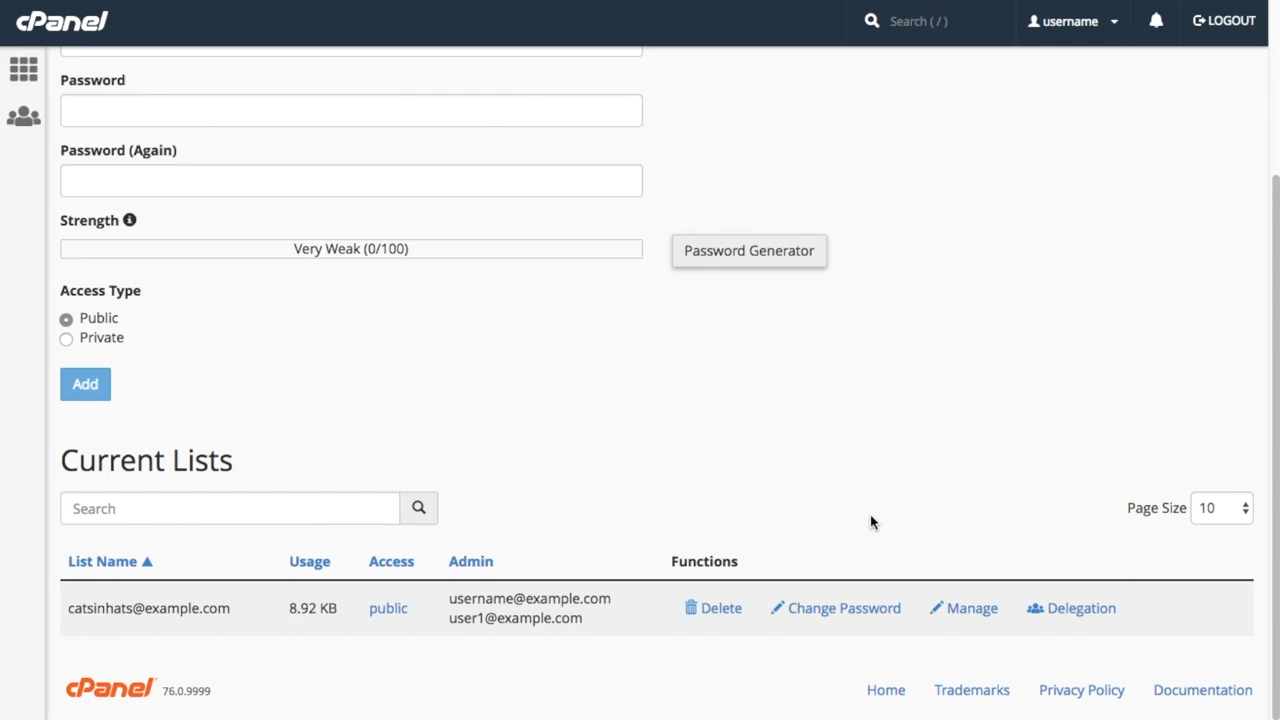 cPanel Search ( / ) username LOGOUT
Password
Password (Again)
Strength
Very Weak (0/100) Password Generator
Access Type
Public
Private
Add
Current Lists
Search Page Size 10
List Name Usage Access Admin Functions
catsinhats@example.com 8.92 KB public username@example.com Delete Change Password Manage Delegation
user1@example.com
cPanel 76.0.9999 Home Trademarks Privacy Policy Documentation